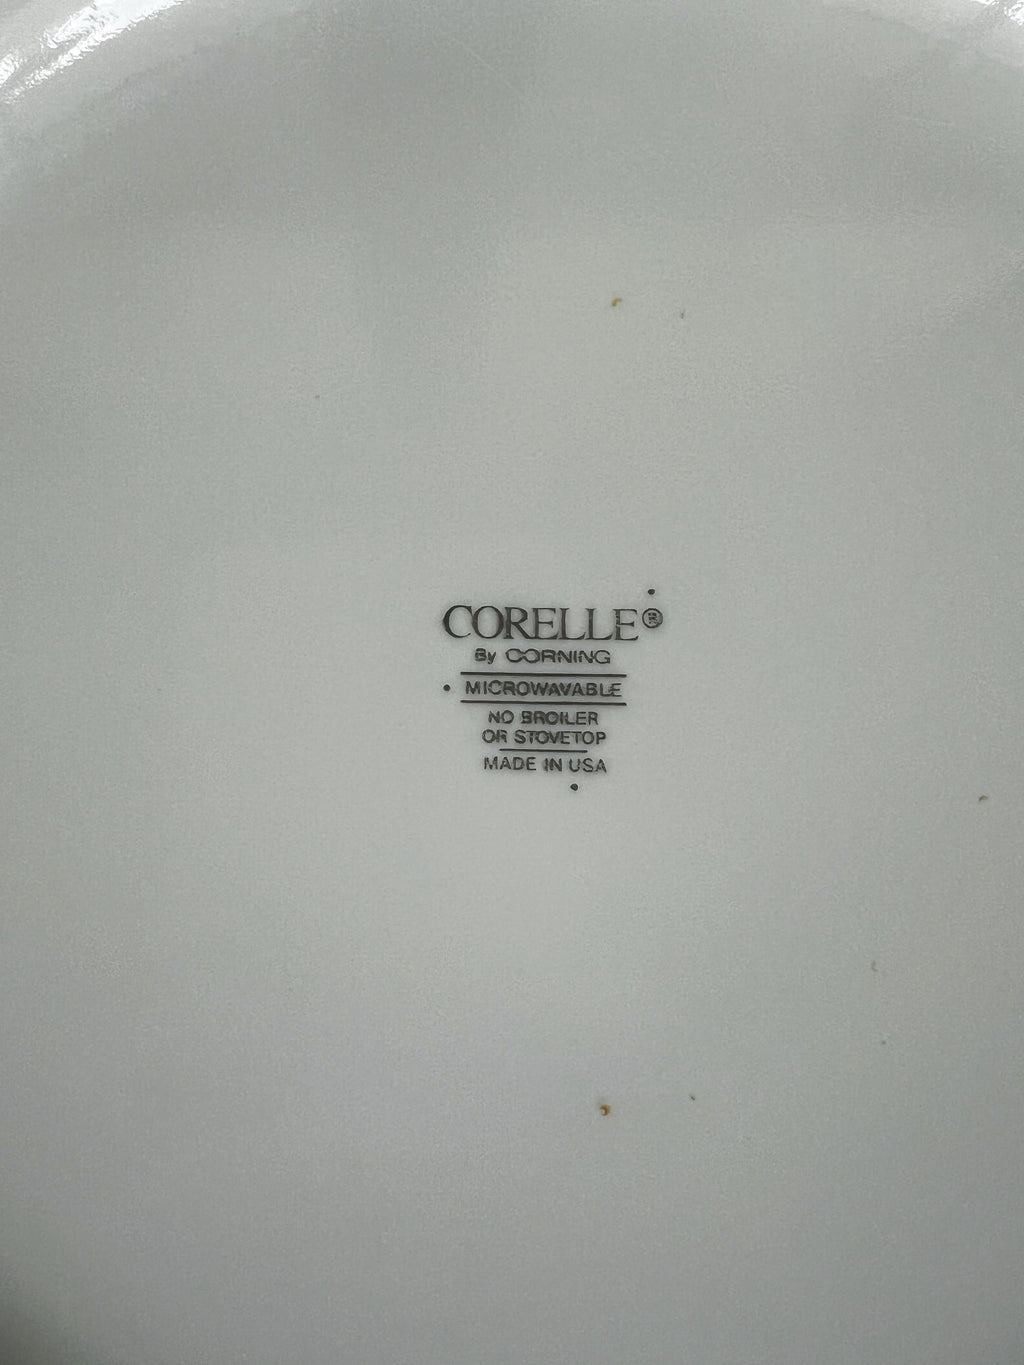 CORELLE®
By CORNING
MICROWAVABLE
NO BROILER
OR STOVETOP
MADE IN USA